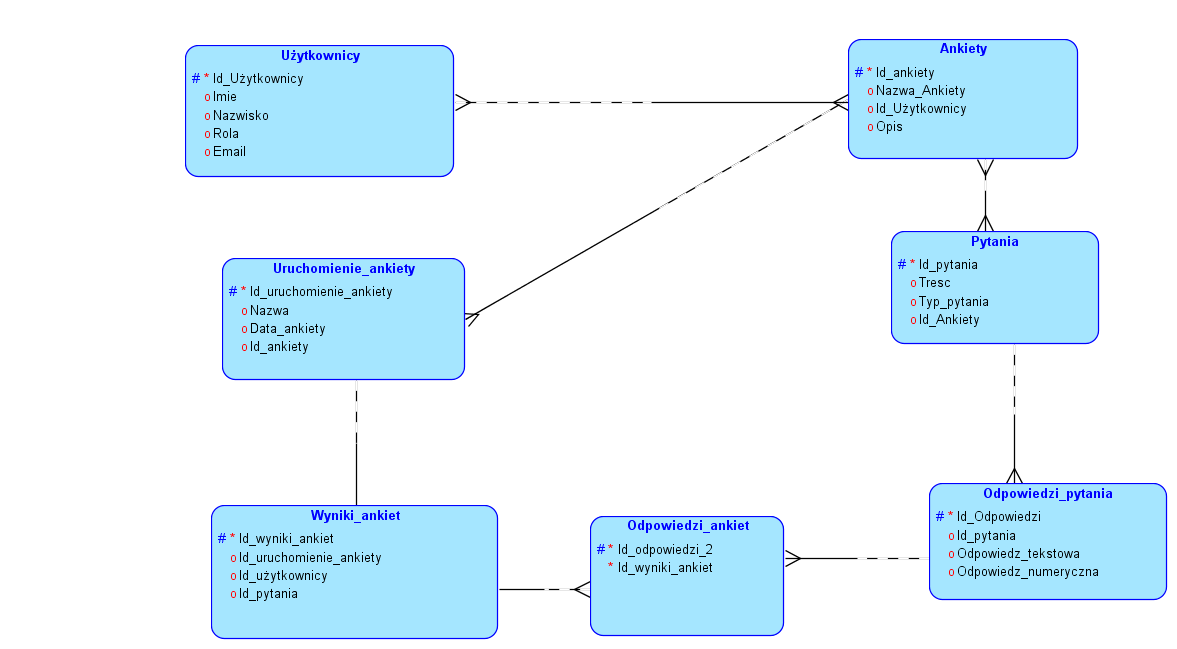 Użytkownicy
# * Id_Użytkownicy
o Imie
o Nazwisko
o Rola
o Email
Ankiety
# * Id_ankiety
o Nazwa_Ankiety
o Id_Użytkownicy
o Opis
Uruchomienie_ankiety
# * Id_uruchomienie_ankiety
o Nazwa
o Data_ankiety
o Id_ankiety
Pytania
# * Id_pytania
o Tresc
o Typ_pytania
o Id_Ankiety
Wyniki_ankiet
# * Id_wyniki_ankiet
o Id_uruchomienie_ankiety
o Id_użytkownicy
o Id_pytania
Odpowiedzi_ankiet
# * Id_odpowiedzi_2
* Id_wyniki_ankiet
Odpowiedzi_pytania
# * Id_Odpowiedzi
o Id_pytania
o Odpowiedz_tekstowa
o Odpowiedz_numeryczna